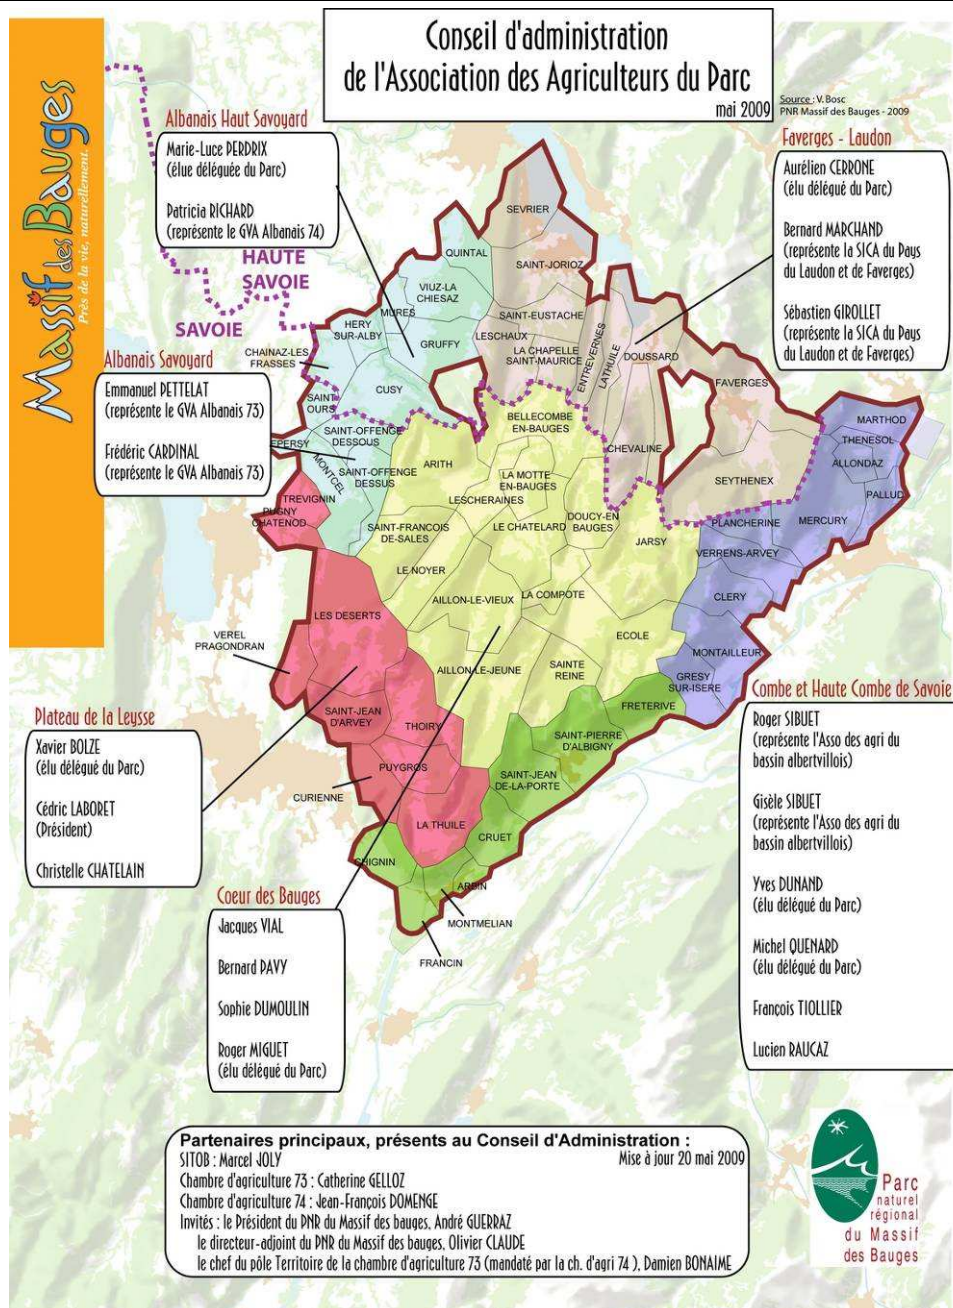 Conseil d'administration
de l'Association des Agriculteurs du Parc
mai 2009
Source : V. Bosc
PNR Massif des Bauges - 2009
Massif des Bauges
Près de la vie, naturellement.
Albanais Haut Savoyard
Marie-Luce PERDRIX
(élue déléguée du Parc)
Patricia RICHARD
(représente le GVA Albanais 74)
Faverges - Laudon
Aurélien CERRONE
(élu délégué du Parc)
Bernard MARCHAND
(représente la SICA du Pays
du Laudon et de Faverges)
Sébastien GIROLLET
(représente la SICA du Pays
du Laudon et de Faverges)
HAUTE
SAVOIE
SAVOIE
Albanais Savoyard
Emmanuel PETTELAT
(représente le GVA Albanais 73)
Frédéric CARDINAL
(représente le GVA Albanais 73)
SEVRIER
QUINTAL
SAINT-JORIOZ
VIUZ-LA
CHIESAZ
MURES
HERY
SUR-ALBY
GRUFFY
SAINT-EUSTACHE
LESCHAUX
LA CHAPELLE
SAINT-MAURICE
ENTREVERNES
LATHUILE
DOUSSARD
CHAINAZ-LES
FRASSES
CUSY
FAVERGES
SAINT
OURS
BELLECOMBE
EN-BAUGES
MARTHOD
THENESOL
ALLONDAZ
PALLUD
EPERSY
SAINT-OFFENGE
DESSOUS
MONTCEL
SAINT-OFFENGE
DESSUS
ARITH
CHEVALINE
LA MOTTE
EN-BAUGES
SEYTHENEX
TREVIGNIN
PUGNY
CHATENOD
LESCHERAINES
SAINT-FRANCOIS
DE-SALES
LE CHATELARD
DOUCY-EN
BAUGES
JARSY
PLANCHERINE
MERCURY
VERRENS-ARVEY
LE NOYER
AILLON-LE-VIEUX
LA COMPOTE
CLERY
LES DESERTS
ECOLE
VEREL
PRAGONDRAN
MONTAILLEUR
AILLON-LE-JEUNE
SAINTE
REINE
GRESY
SUR-ISERE
SAINT-JEAN
D'ARVEY
THOIRY
FRETERIVE
SAINT-PIERRE
D'ALBIGNY
PUYGROS
SAINT-JEAN
DE-LA-PORTE
CURIENNE
LA THUILE
CRUET
CHIGNIN
ARBIN
MONTMELIAN
FRANCIN
Plateau de la Leysse
Xavier BOLZE
(élu délégué du Parc)
Cédric LABORET
(Président)
Christelle CHATELAIN
Combe et Haute Combe de Savoie
Roger SIBUET
(représente l'Asso des agri du
bassin albertvillois)
Gisèle SIBUET
(représente l'Asso des agri du
bassin albertvillois)
Yves DUNAND
(élu délégué du Parc)
Michel QUENARD
(élu délégué du Parc)
François TIOLLIER
Lucien RAUCAZ
Coeur des Bauges
Jacques VIAL
Bernard DAVY
Sophie DUMOULIN
Roger MIGUET
(élu délégué du Parc)
Partenaires principaux, présents au Conseil d'Administration :
SITOB : Marcel JOLY
Mise à jour 20 mai 2009
Chambre d'agriculture 73 : Catherine GELLOZ
Chambre d'agriculture 74 : Jean-François DOMENGE
Invités : le Président du PNR du Massif des bauges, André GUERRAZ
le directeur-adjoint du PNR du Massif des bauges, Olivier CLAUDE
le chef du pôle Territoire de la chambre d'agriculture 73 (mandaté par la ch. d'agri 74 ), Damien BONAIME
Parc
naturel
régional
du Massif
des Bauges